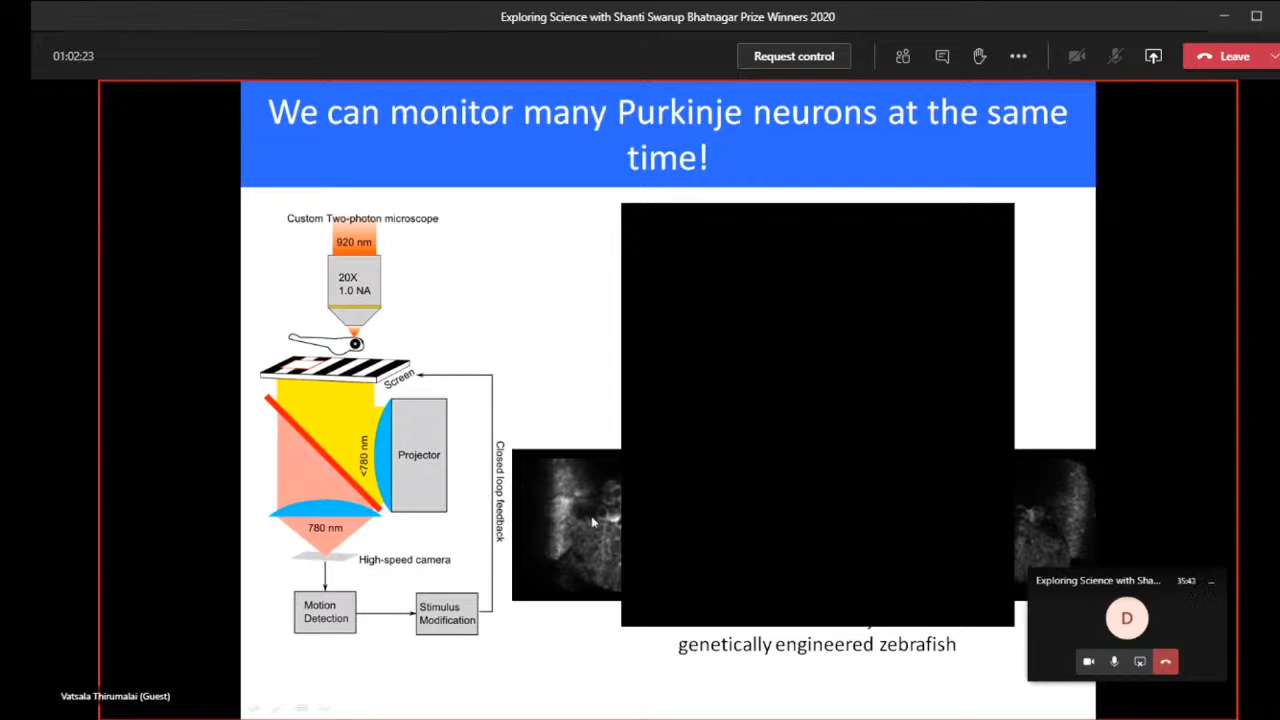 Exploring Science with Shanti Swarup Bhatnagar Prize Winners 2020
01:02:23
Request control
Leave
We can monitor many Purkinje neurons at the same
time!
Custom Two-photon microscope
920 nm
20X
1.0 NA
Screen
<780 nm
Projector
Closed loop feedback
780 nm
High-speed camera
Motion
Detection
Stimulus
Modification
genetically engineered zebrafish
Exploring Science with Sha...
35:43
D
Vatsala Thirumalai (Guest)